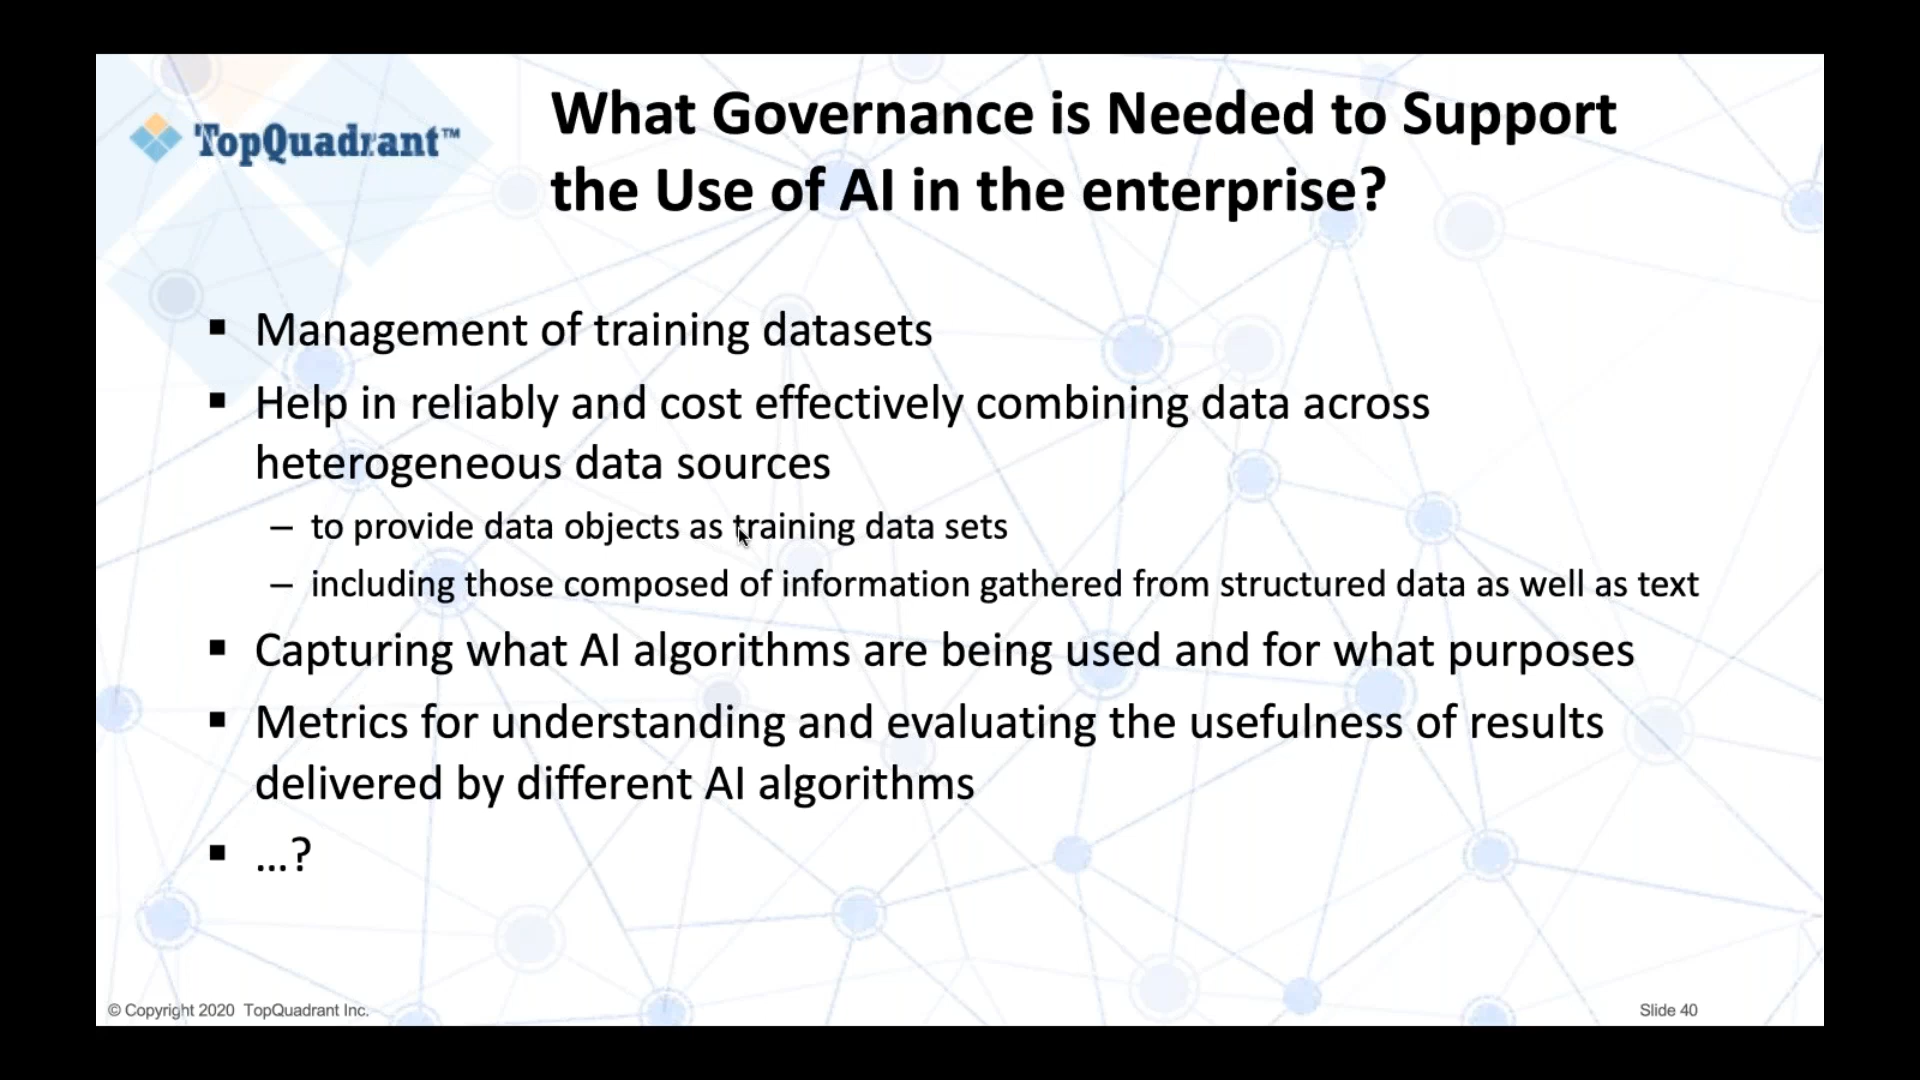 TopQuadrant™
What Governance is Needed to Support
the Use of AI in the enterprise?
▪ Management of training datasets
▪ Help in reliably and cost effectively combining data across
heterogeneous data sources
– to provide data objects as training data sets
– including those composed of information gathered from structured data as well as text
▪ Capturing what AI algorithms are being used and for what purposes
▪ Metrics for understanding and evaluating the usefulness of results
delivered by different AI algorithms
▪ ...?
© Copyright 2020 TopQuadrant Inc.
Slide 40